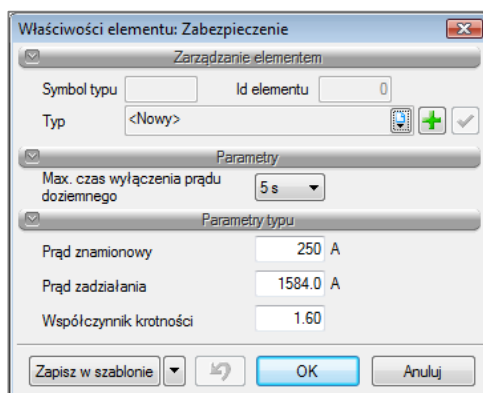 Właściwości elementu: Zabezpieczenie
Zarządzanie elementem
Symbol typu Id elementu 0
Typ <Nowy>
Parametry
Max. czas wyłączenia prądu
doziemnego 5 s
Parametry typu
Prąd znamionowy 250 A
Prąd zadziałania 1584.0 A
Współczynnik krotności 1.60
Zapisz w szablonie OK Anuluj